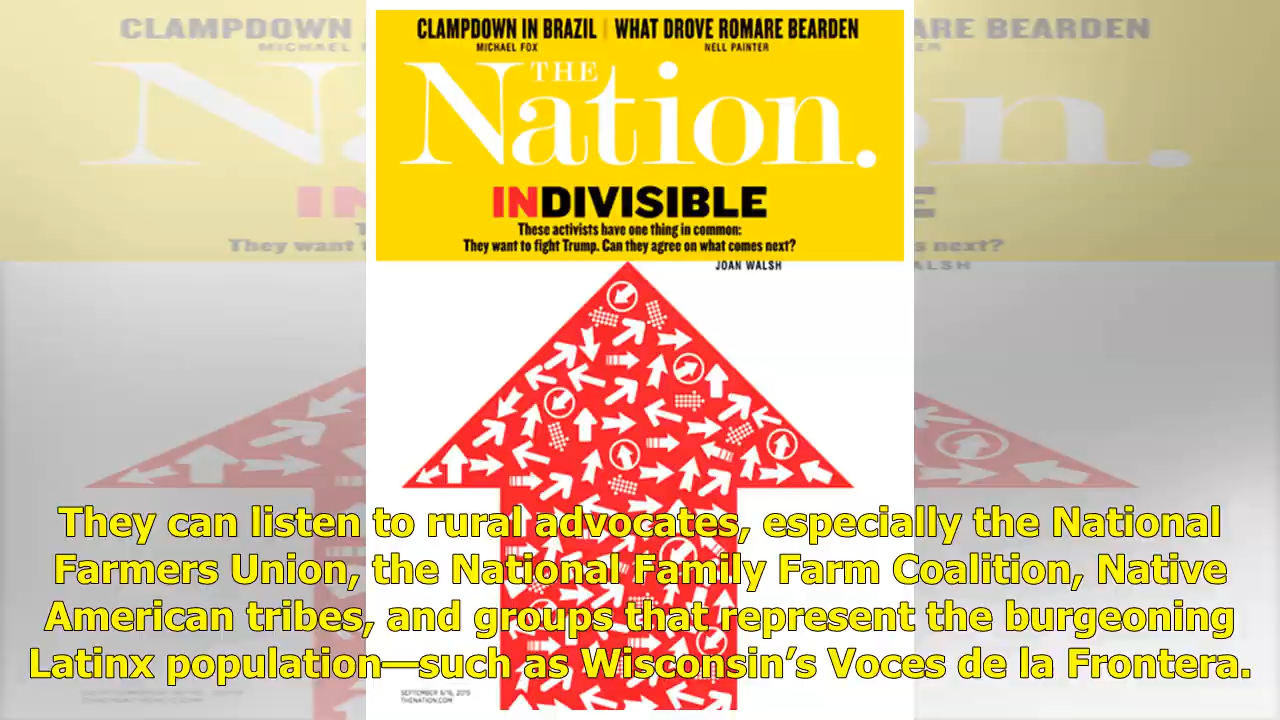 CLAMPDOWN IN BRAZIL | WHAT DROVE ROMARE BEARDEN
MICHAEL FOX NELL PAINTER
THE
Nation.
INDIVISIBLE
These activists have one thing in common:
They want to fight Trump. Can they agree on what comes next?
JOAN WALSH
They can listen to rural advocates, especially the National
Farmers Union, the National Family Farm Coalition, Native
American tribes, and groups that represent the burgeoning
Latinx population—such as Wisconsin’s Voces de la Frontera.
THENATION.COM